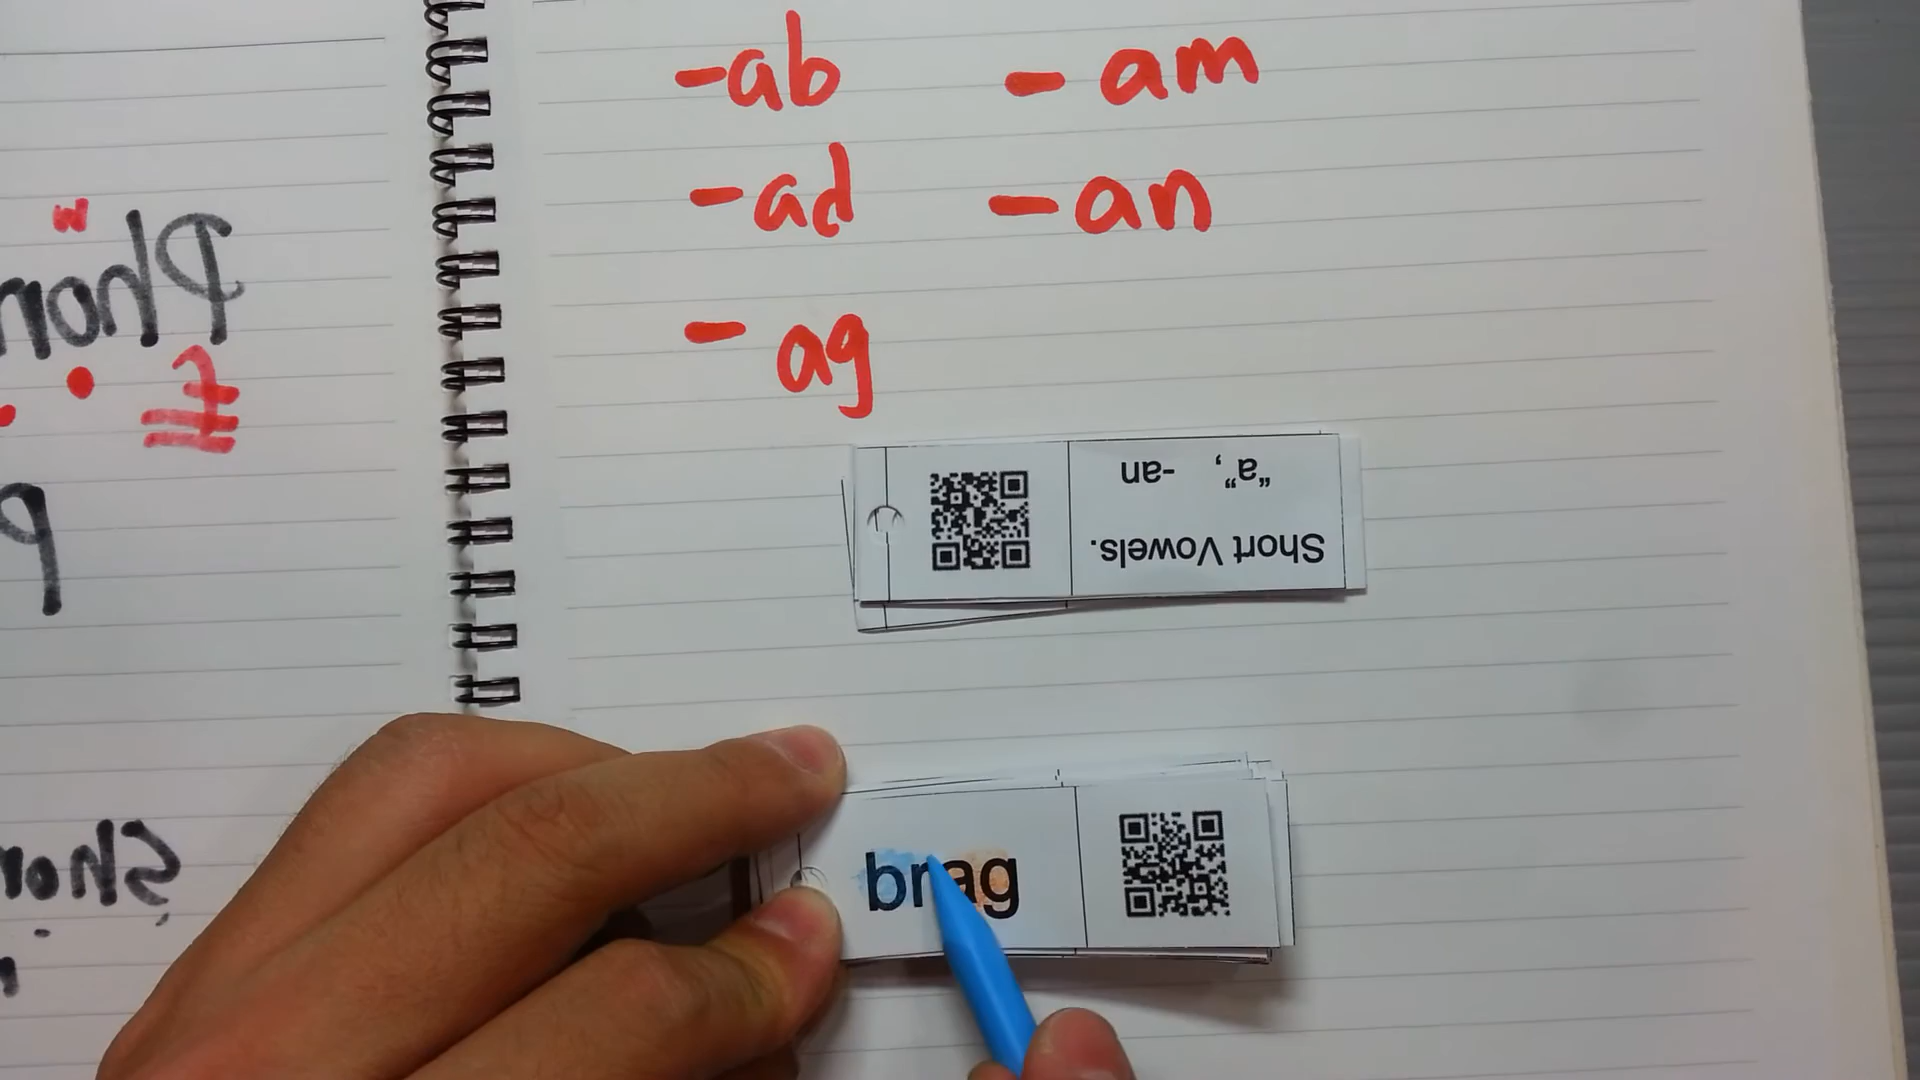 -ab - am
-ad -an
- ag
Short Vowels.
"a", -an
brag